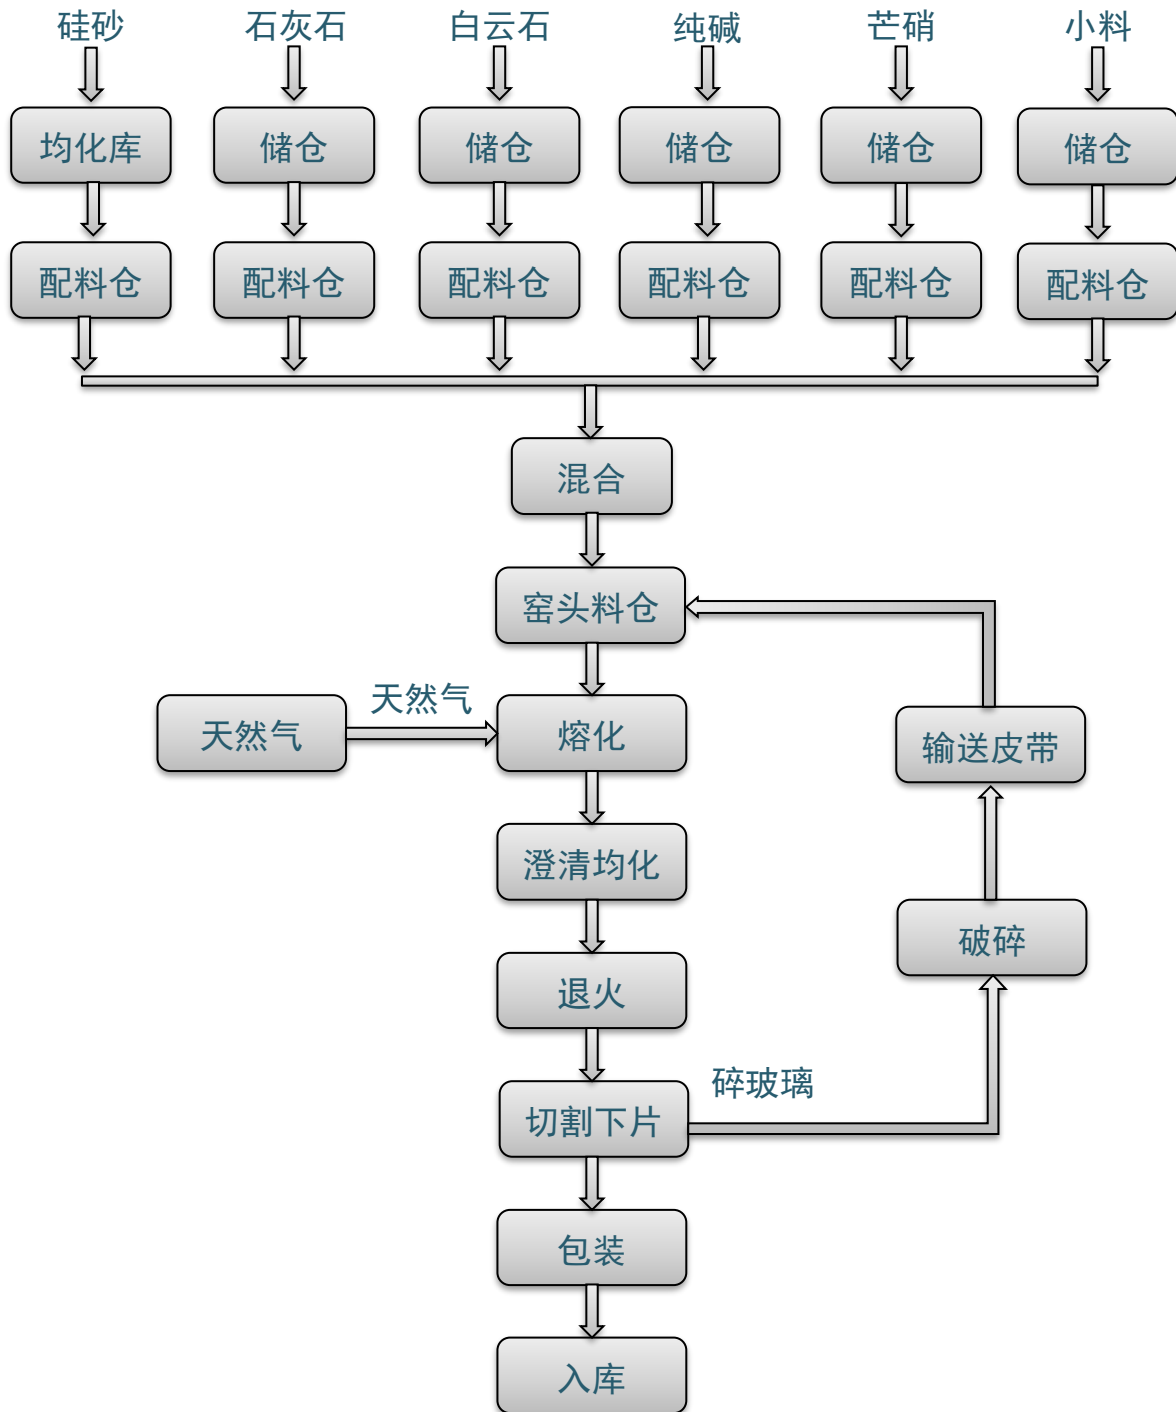 硅砂 石灰石 白云石 纯碱 芒硝 小料
均化库 储仓 储仓 储仓 储仓 储仓
配料仓 配料仓 配料仓 配料仓 配料仓 配料仓
混合
窑头料仓
天然气
天然气 熔化 输送皮带
澄清均化
破碎
退火
碎玻璃
切割下片
包装
入库